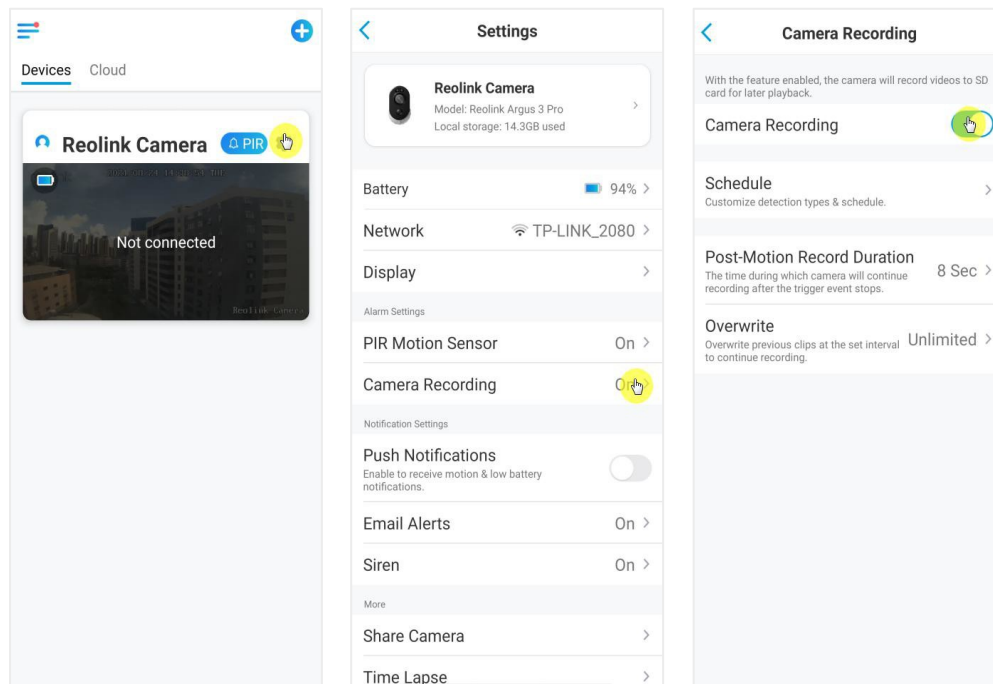 Devices Cloud
Reolink Camera PIR
Not connected
Reolink Camera
Settings
Reolink Camera
Model: Reolink Argus 3 Pro
Local storage: 14.3GB used
Battery 94%
Network TP-LINK_2080
Display
Alarm Settings
PIR Motion Sensor On
Camera Recording On
Notification Settings
Push Notifications
Enable to receive motion & low battery
notifications.
Email Alerts On
Siren On
More
Share Camera
Time Lapse
Camera Recording
With the feature enabled, the camera will record videos to SD
card for later playback.
Camera Recording
Schedule
Customize detection types & schedule.
Post-Motion Record Duration
The time during which camera will continue
recording after the trigger event stops.
8 Sec
Overwrite
Overwrite previous clips at the set interval
to continue recording.
Unlimited